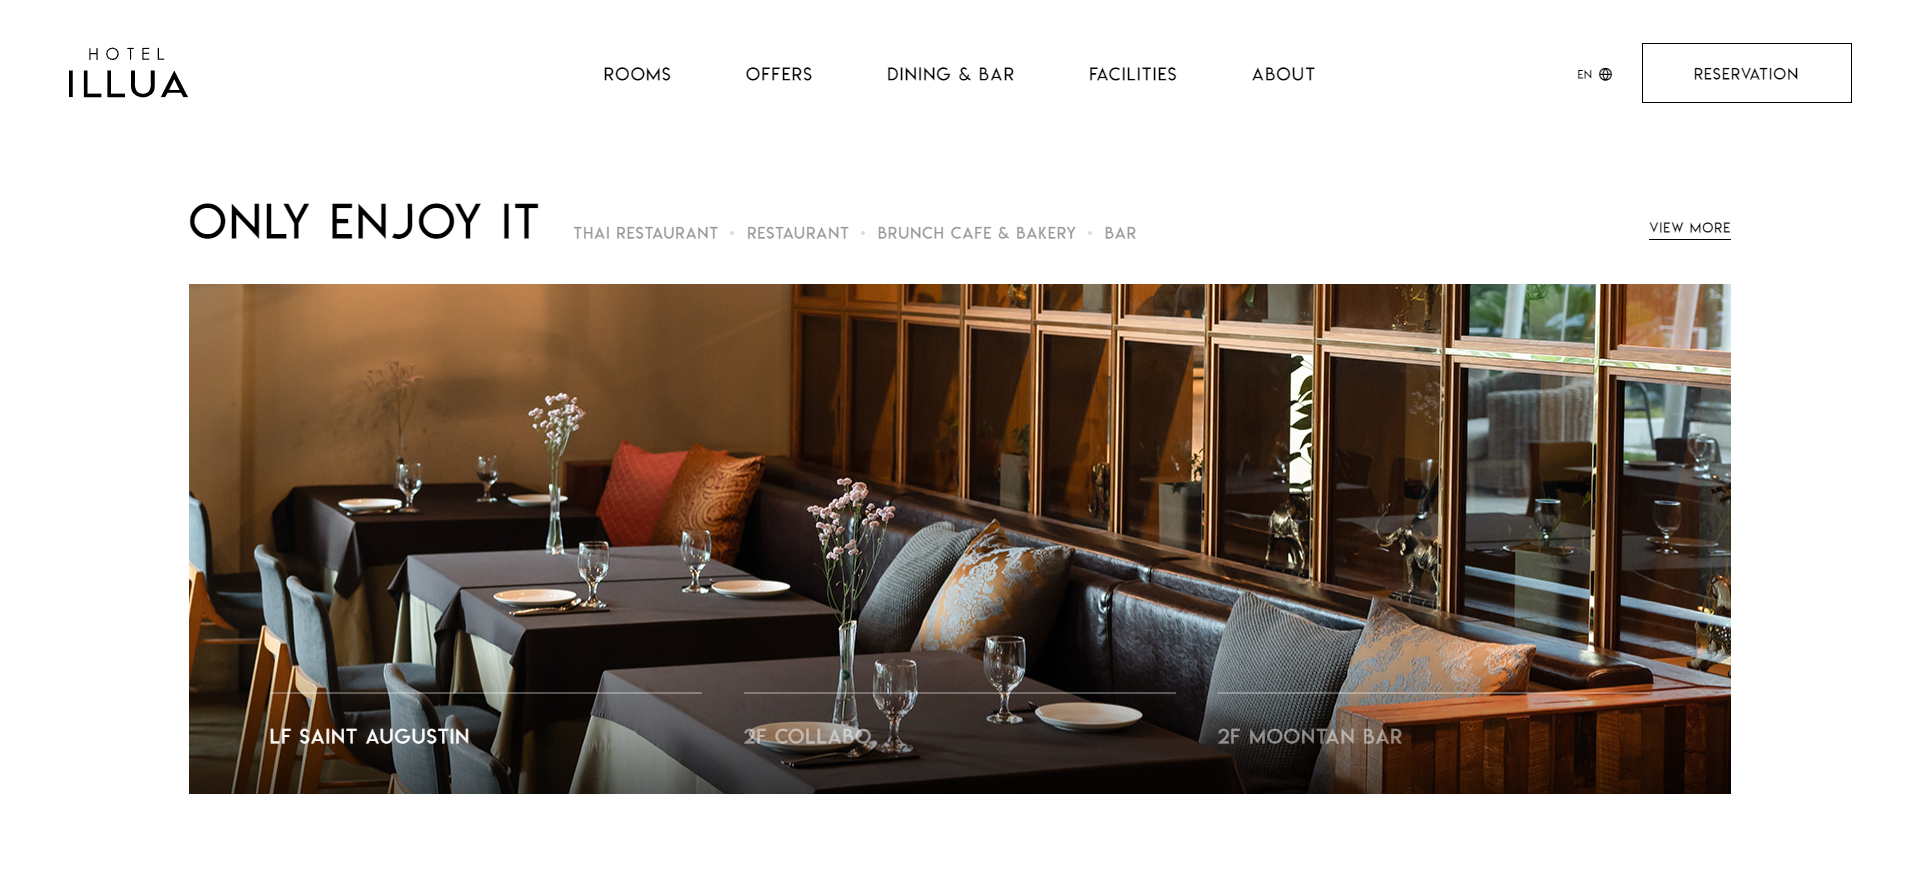 HOTEL
ILLUA
ROOMS
OFFERS
DINING & BAR
FACILITIES
ABOUT
EN
RESERVATION
ONLY ENJOY IT
THAI RESTAURANT • RESTAURANT • BRUNCH CAFE & BAKERY • BAR
VIEW MORE
LF SAINT AUGUSTIN
2F COLLABO
2F MOONTAN BAR